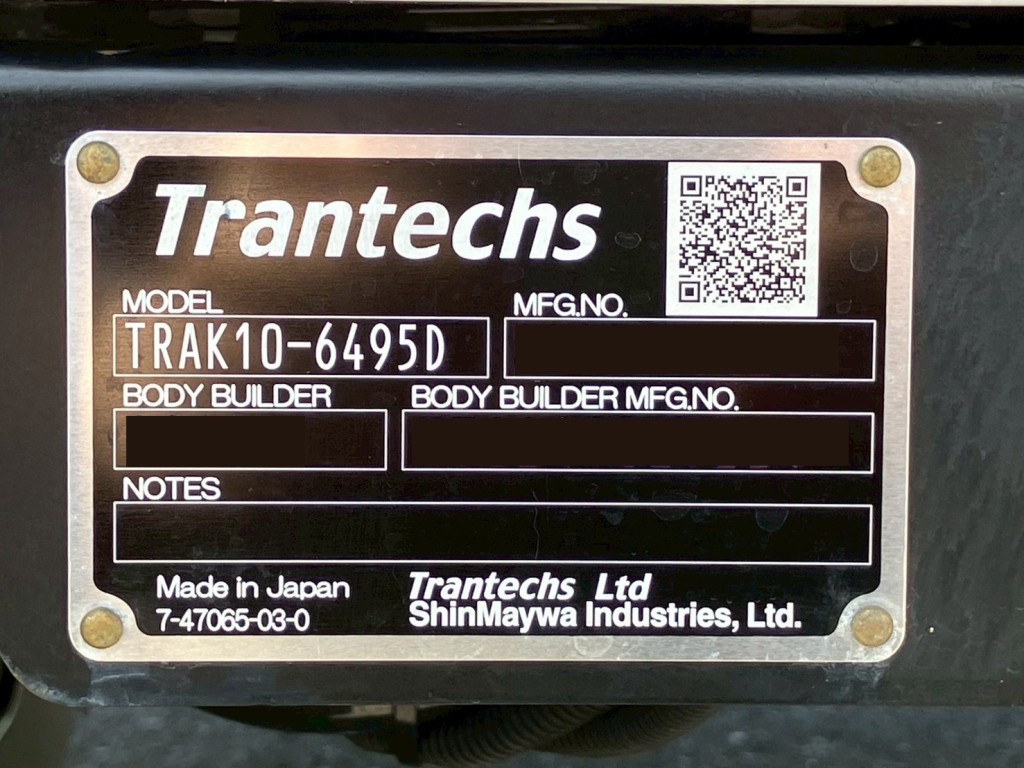 Trantechs
MODEL MFG.NO.
TRAK10-6495D
BODY BUILDER BODY BUILDER MFG.NO.
NOTES
Made in Japan Trantechs Ltd
7-47065-03-0 ShinMaywa Industries, Ltd.